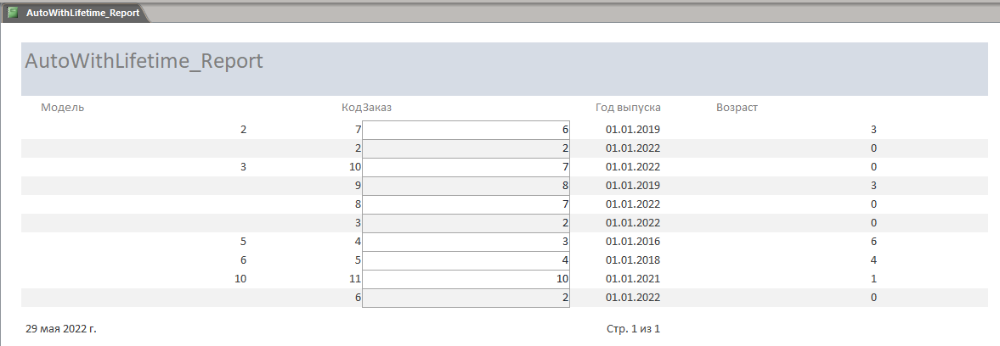 AutoWithLifetime_Report
AutoWithLifetime_Report
Модель КодЗаказ Год выпуска Возраст
2 7 6 01.01.2019 3
2 2 01.01.2022 0
3 10 7 01.01.2022 0
9 8 01.01.2019 3
8 7 01.01.2022 0
3 2 01.01.2022 0
5 4 3 01.01.2016 6
6 5 4 01.01.2018 4
10 11 10 01.01.2021 1
6 2 01.01.2022 0
29 мая 2022 г. Стр. 1 из 1